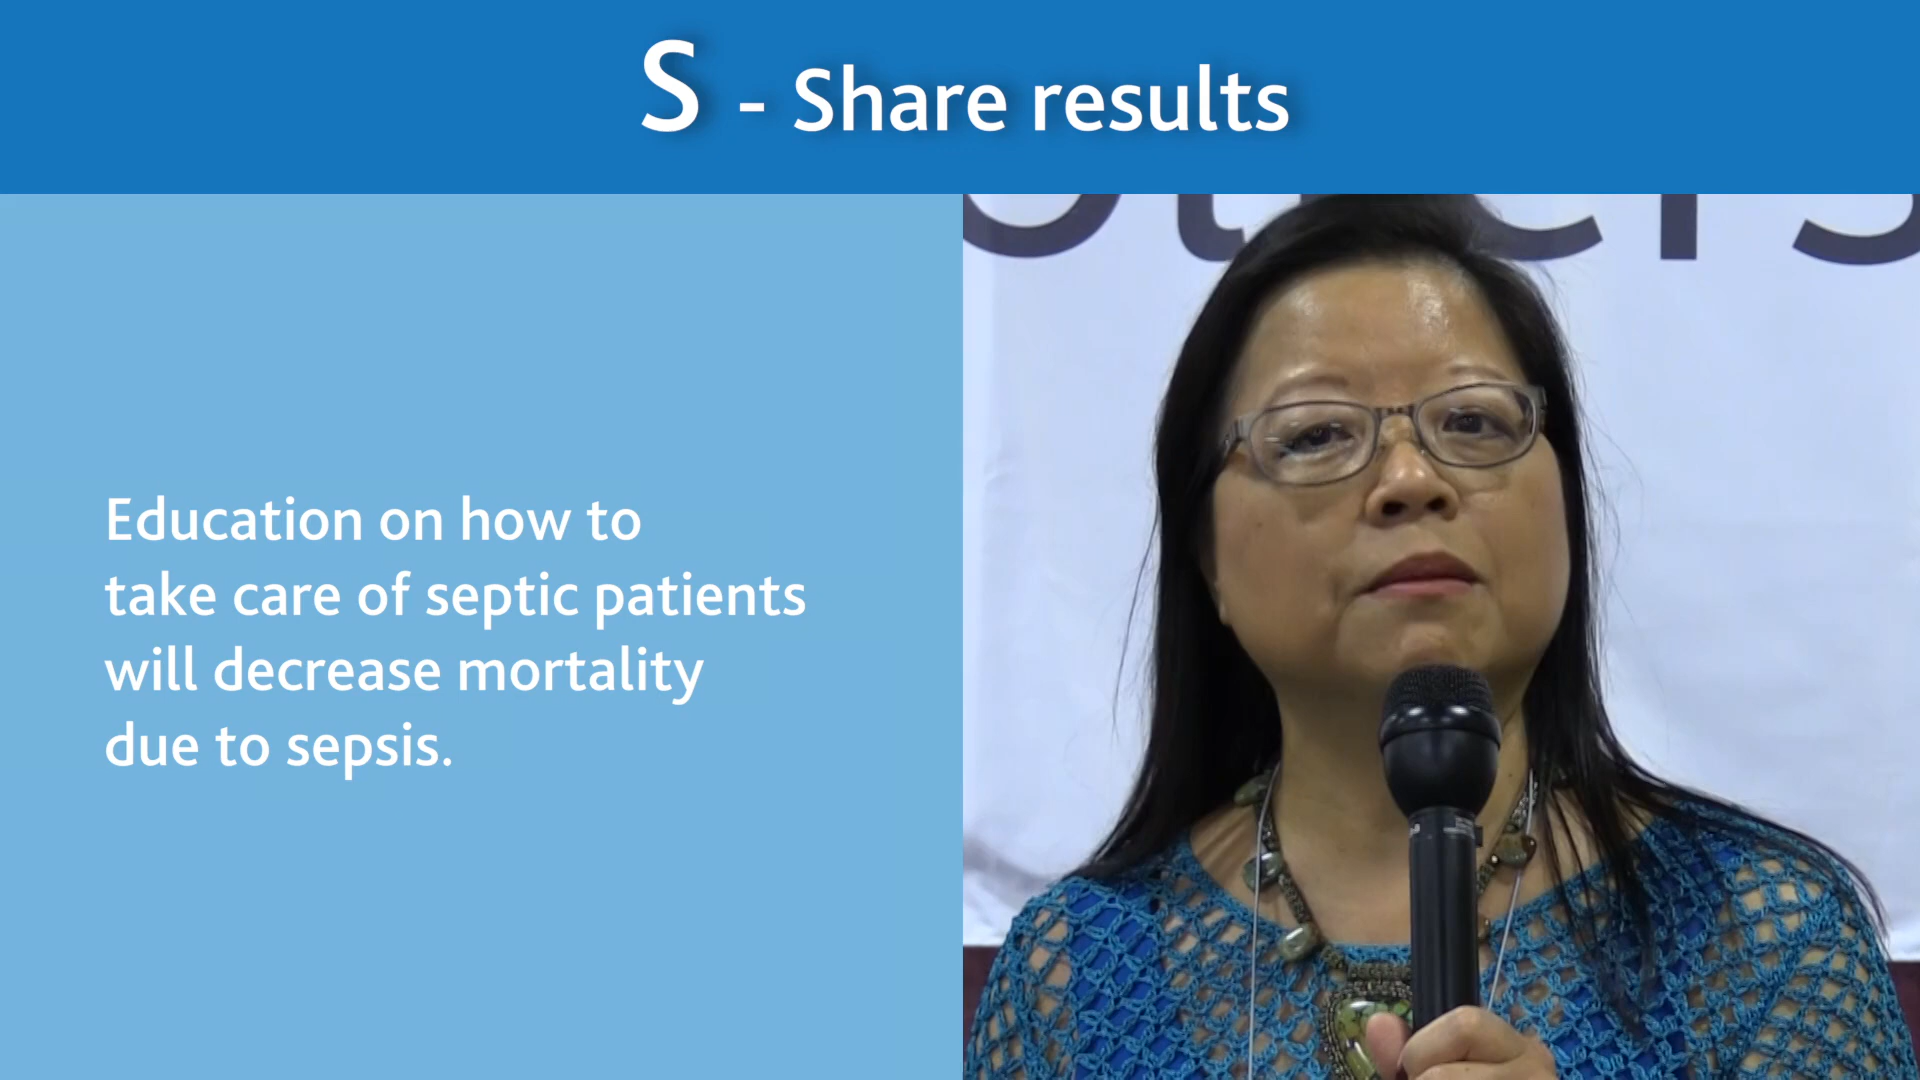 S - Share results
Education on how to
take care of septic patients
will decrease mortality
due to sepsis.